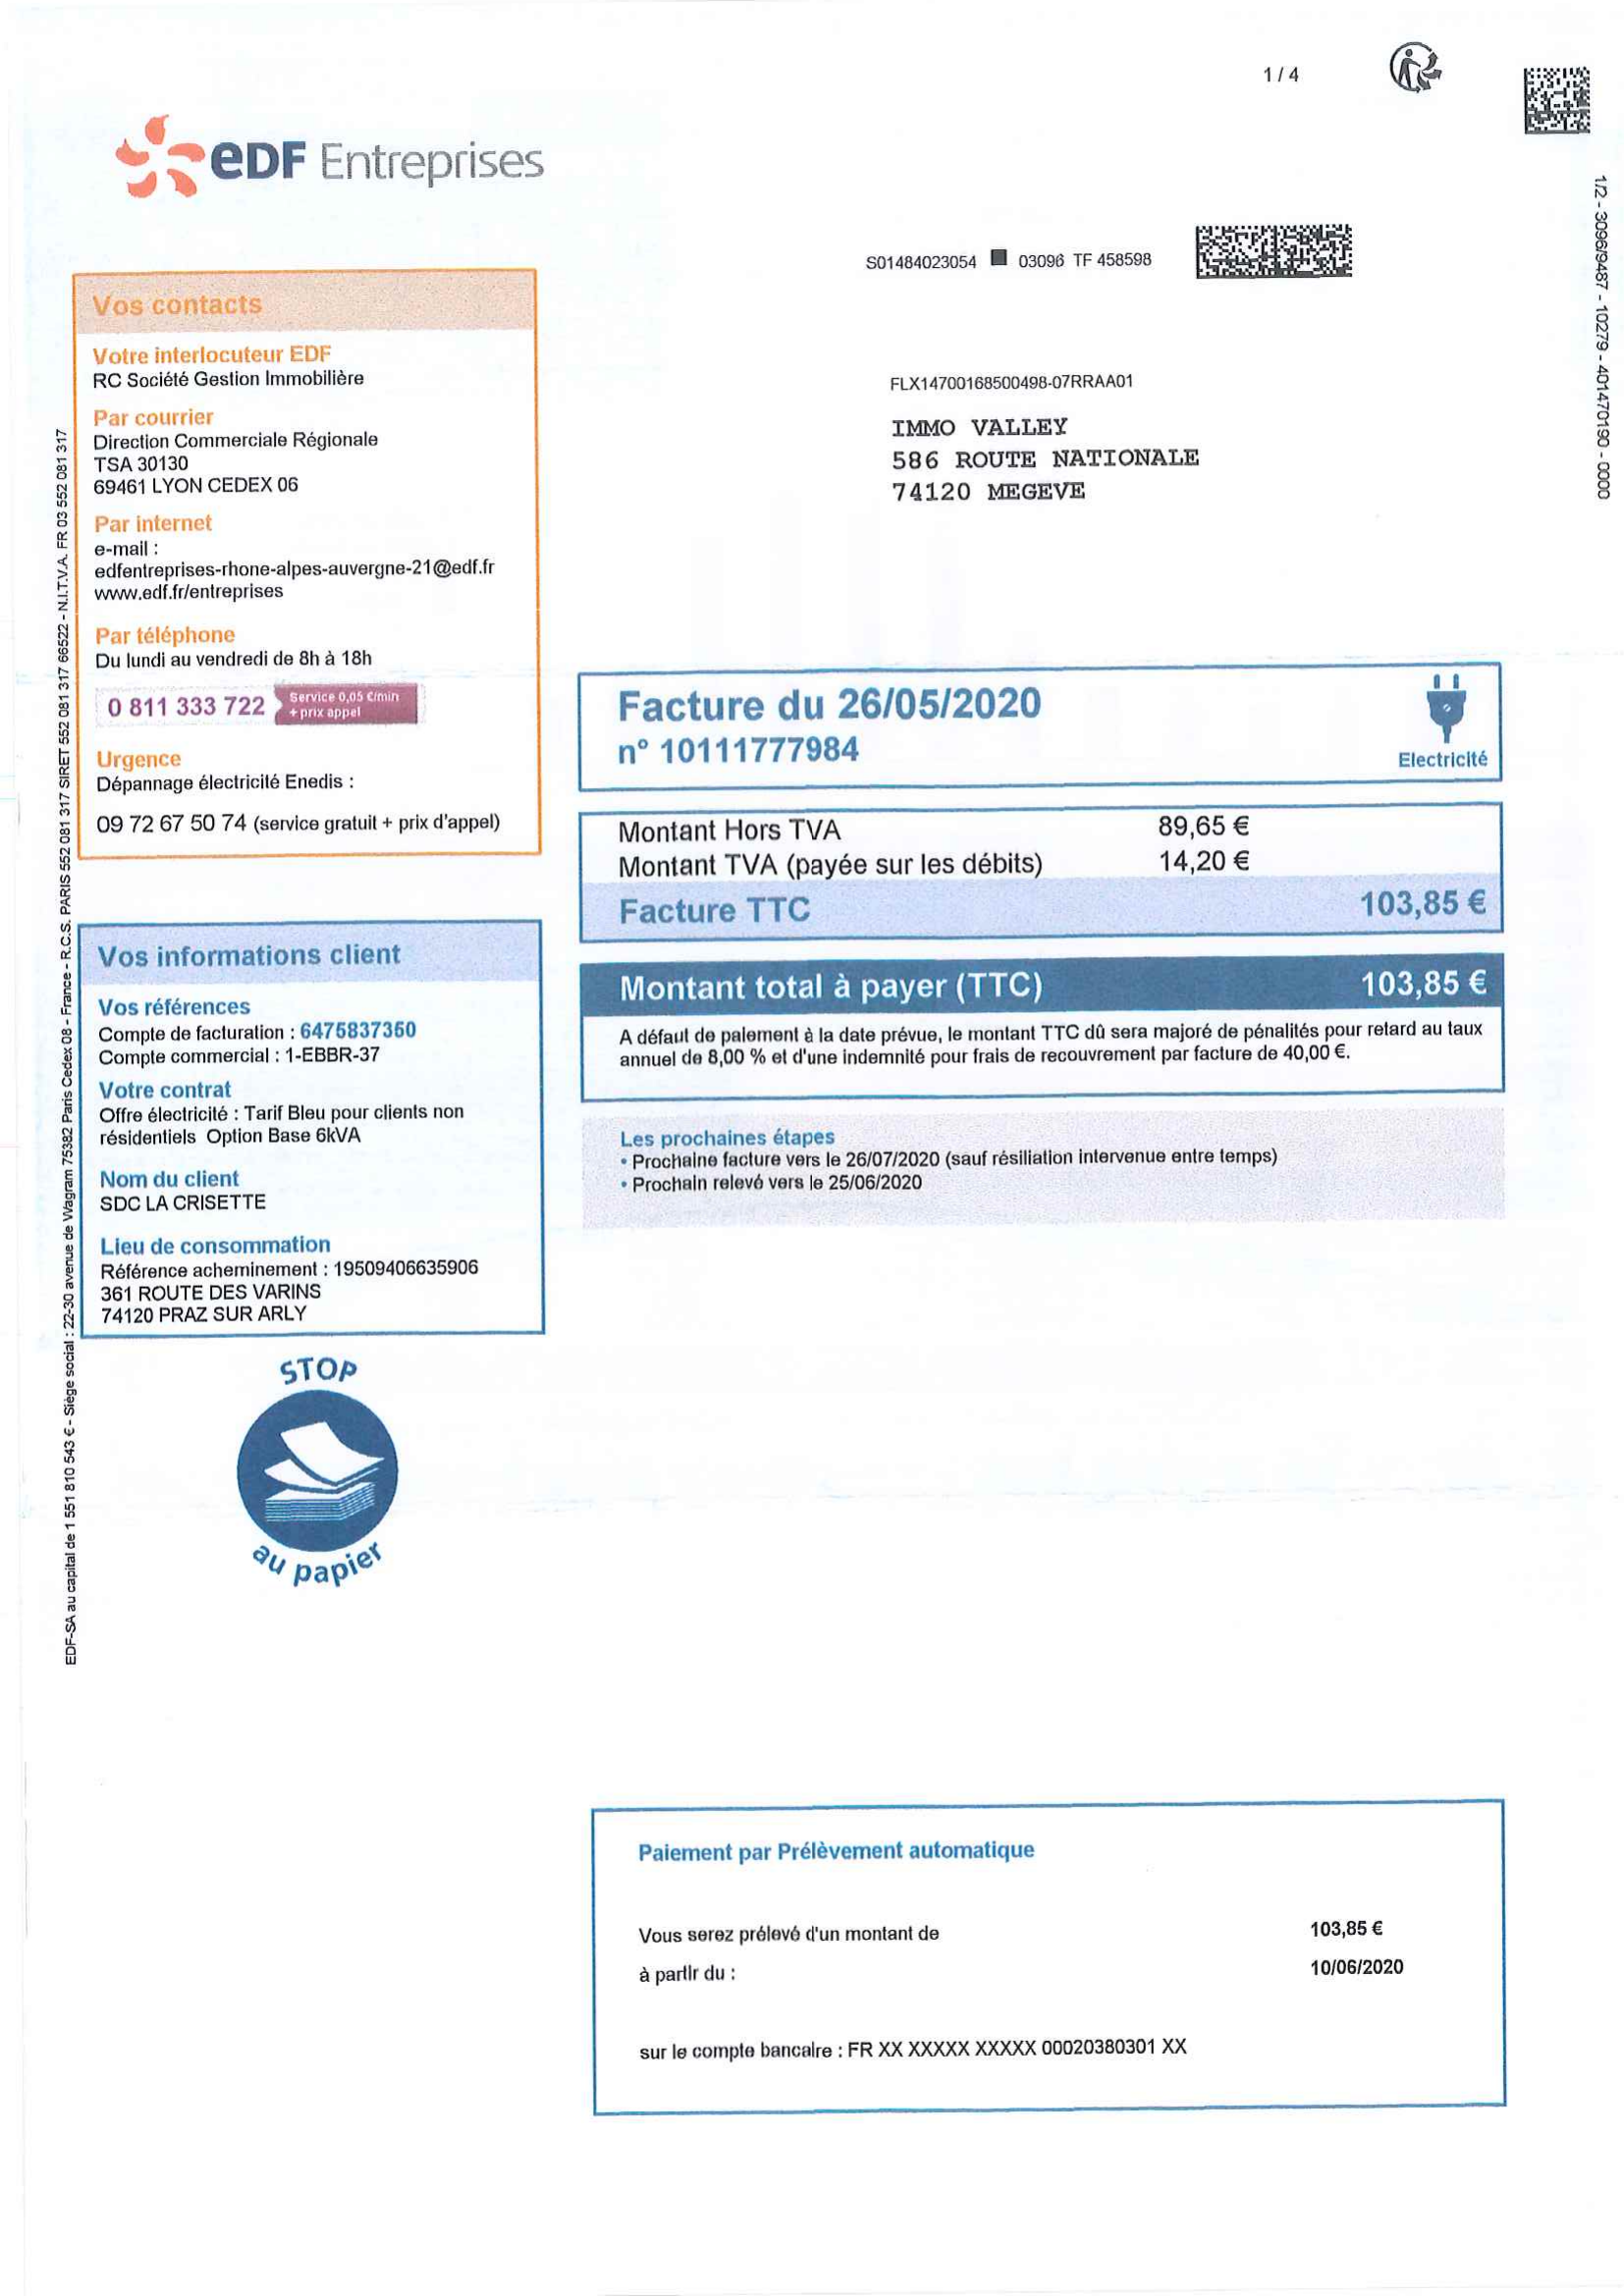 1 / 4
eDF Entreprises
1/2 - 3096/9487 - 10279 - 401470190 - 0000
S01484023054 03096 TF 458598
Vos contacts
Votre interlocuteur EDF
RC Société Gestion Immobilière
Par courrier
Direction Commerciale Régionale
TSA 30130
69461 LYON CEDEX 06
Par internet
e-mail :
edfentreprises-rhone-alpes-auvergne-21@edf.fr
www.edf.fr/entreprises
Par téléphone
Du lundi au vendredi de 8h à 18h
0 811 333 722 Service 0,05 €/min
+ prix appel
Urgence
Dépannage électricité Enedis :
09 72 67 50 74 (service gratuit + prix d'appel)
FLX14700168500498-07RRAA01
IMMO VALLEY
586 ROUTE NATIONALE
74120 MEGEVE
Facture du 26/05/2020
n° 10111777984
Electricité
Montant Hors TVA 89,65 €
Montant TVA (payée sur les débits) 14,20 €
Facture TTC 103,85 €
Montant total à payer (TTC) 103,85 €
A défaut de paiement à la date prévue, le montant TTC dû sera majoré de pénalités pour retard au taux
annuel de 8,00 % et d'une indemnité pour frais de recouvrement par facture de 40,00 €.
Les prochaines étapes
• Prochaine facture vers le 26/07/2020 (sauf résiliation intervenue entre temps)
• Prochain relevé vers le 25/06/2020
Vos informations client
Vos références
Compte de facturation : 6475837350
Compte commercial : 1-EBBR-37
Votre contrat
Offre électricité : Tarif Bleu pour clients non
résidentiels Option Base 6kVA
Nom du client
SDC LA CRISETTE
Lieu de consommation
Référence acheminement : 19509406635906
361 ROUTE DES VARINS
74120 PRAZ SUR ARLY
STOP
au papier
EDF-SA au capital de 1 551 810 543 € - Siège social : 22-30 avenue de Wagram 75382 Paris Cedex 08 - France - R.C.S. PARIS 552 081 317 SIRET 552 081 317 66522 - N.I.T.V.A. FR 03 552 081 317
Paiement par Prélèvement automatique
Vous serez prélevé d'un montant de 103,85 €
à partir du : 10/06/2020
sur le compte bancaire : FR XX XXXXX XXXXX 00020380301 XX